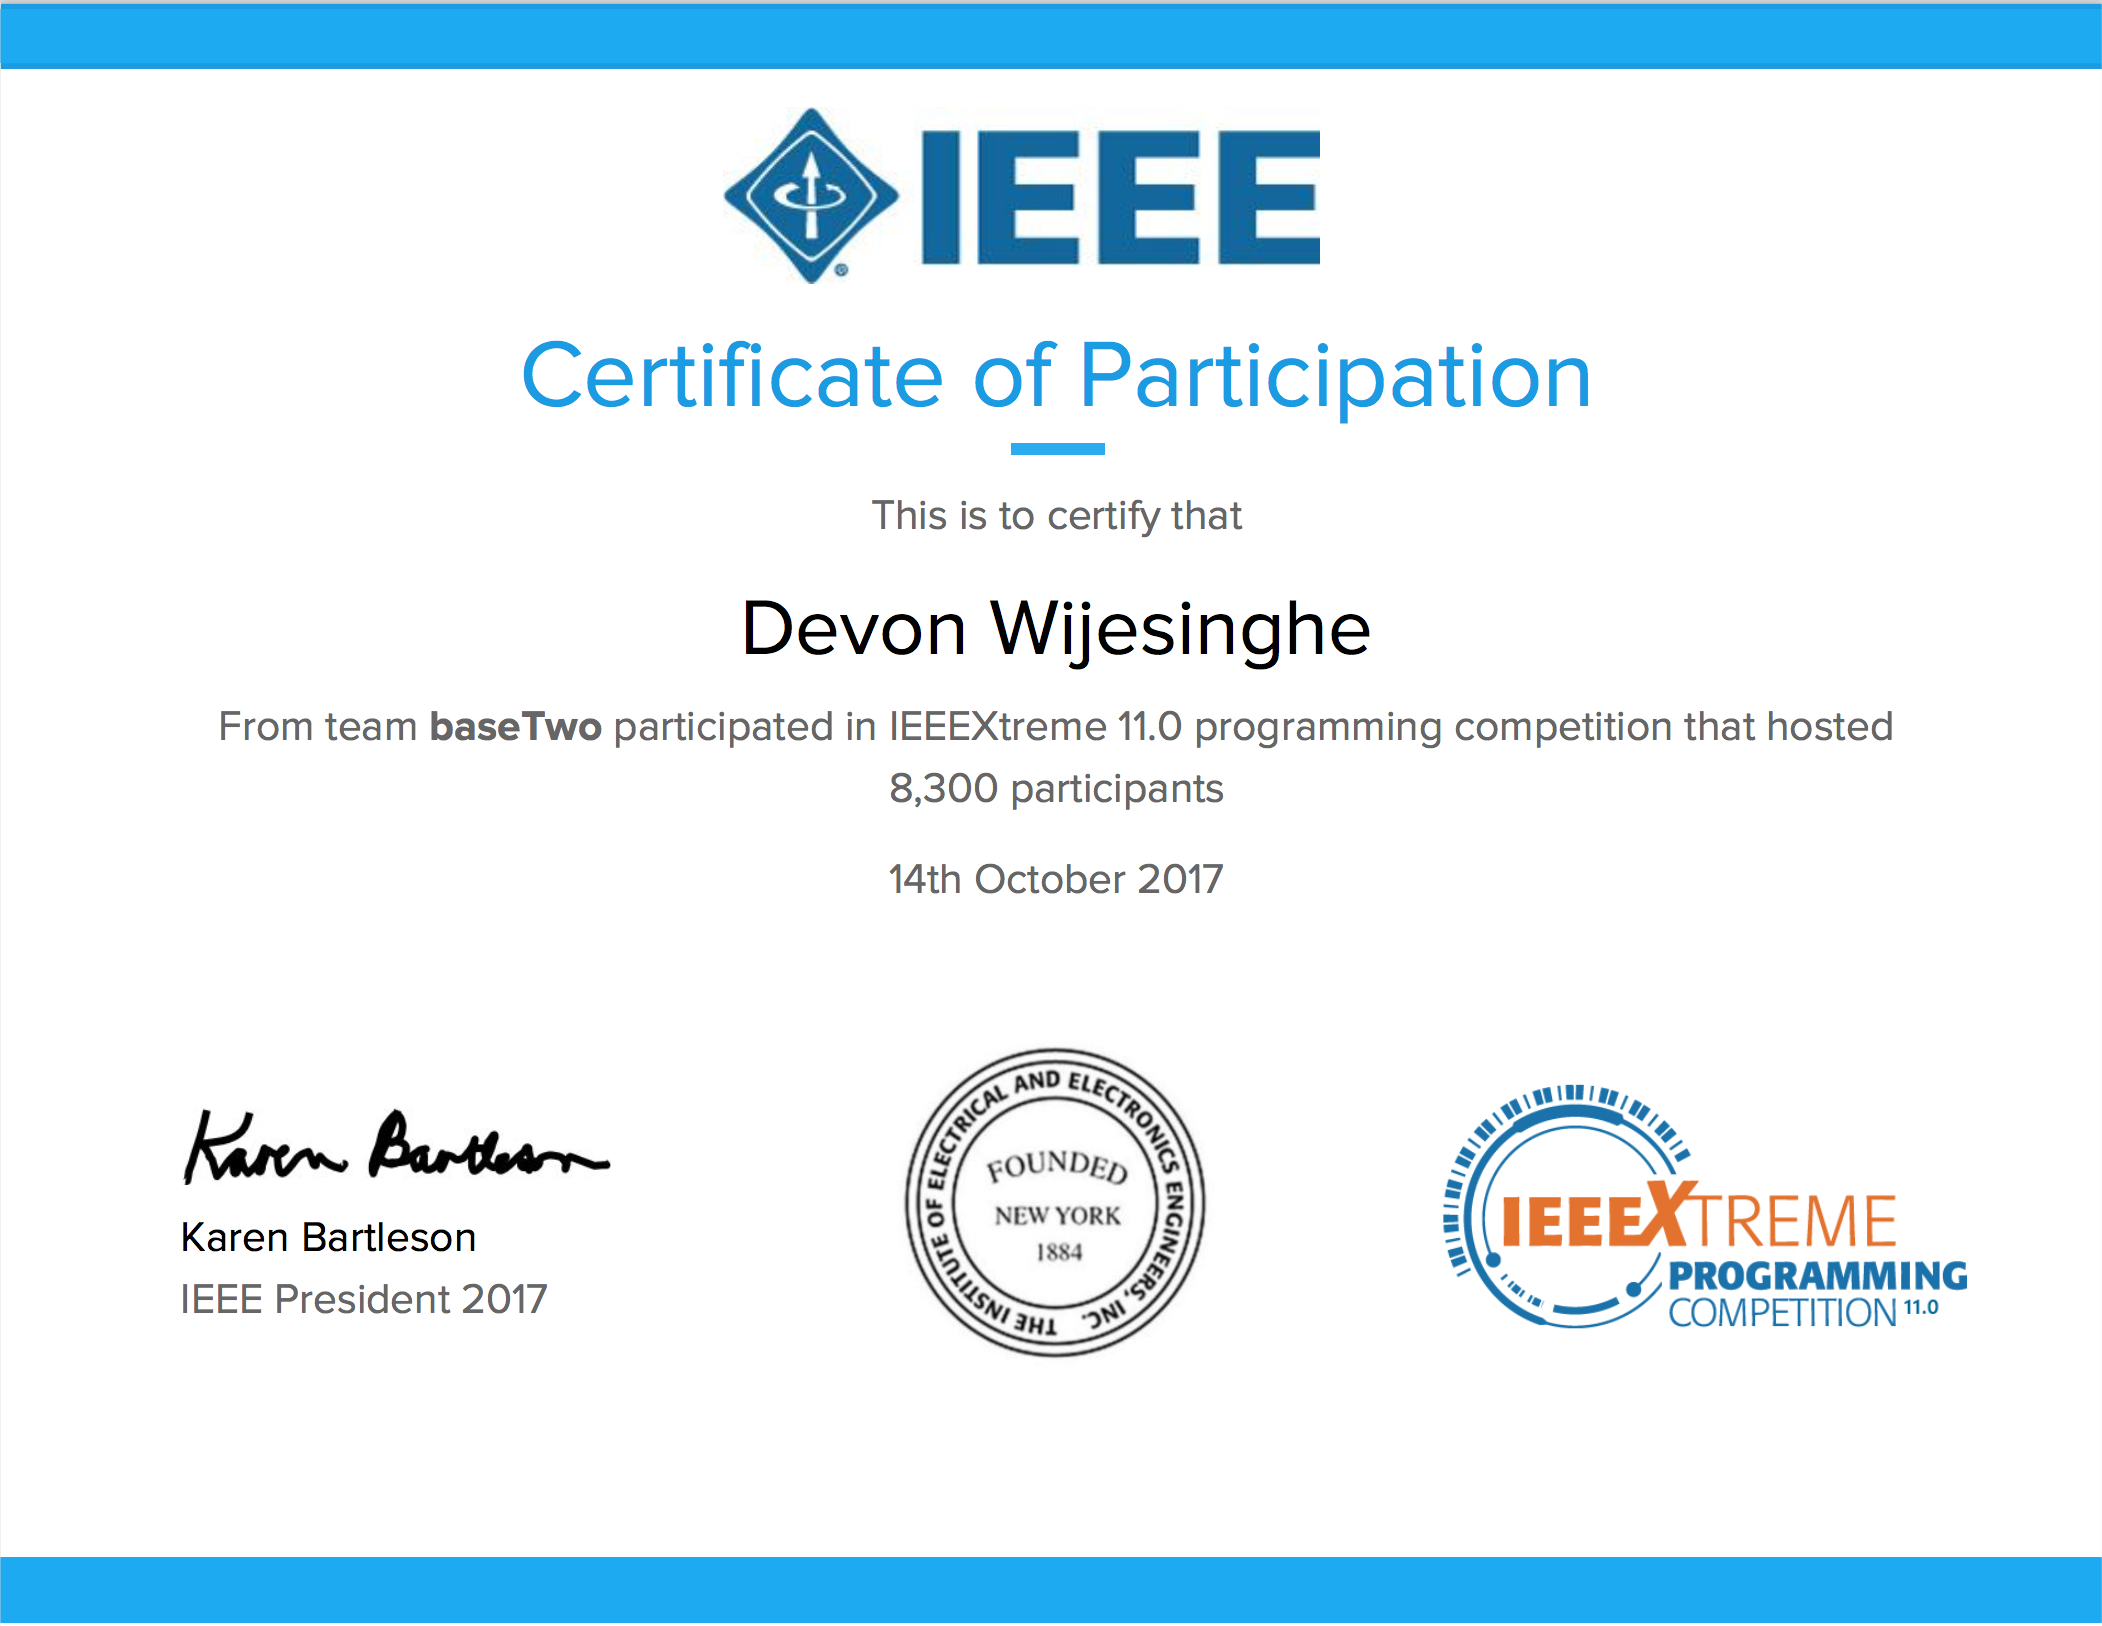 IEEE
Certificate of Participation
This is to certify that
Devon Wijesinghe
From team baseTwo participated in IEEEXtreme 11.0 programming competition that hosted
8,300 participants
14th October 2017
Karen Bartleson
Karen Bartleson
IEEE President 2017
THE INSTITUTE OF ELECTRICAL AND ELECTRONICS ENGINEERS, INC.
FOUNDED
NEW YORK
1884
IEEEXTREME
PROGRAMMING
COMPETITION 11.0